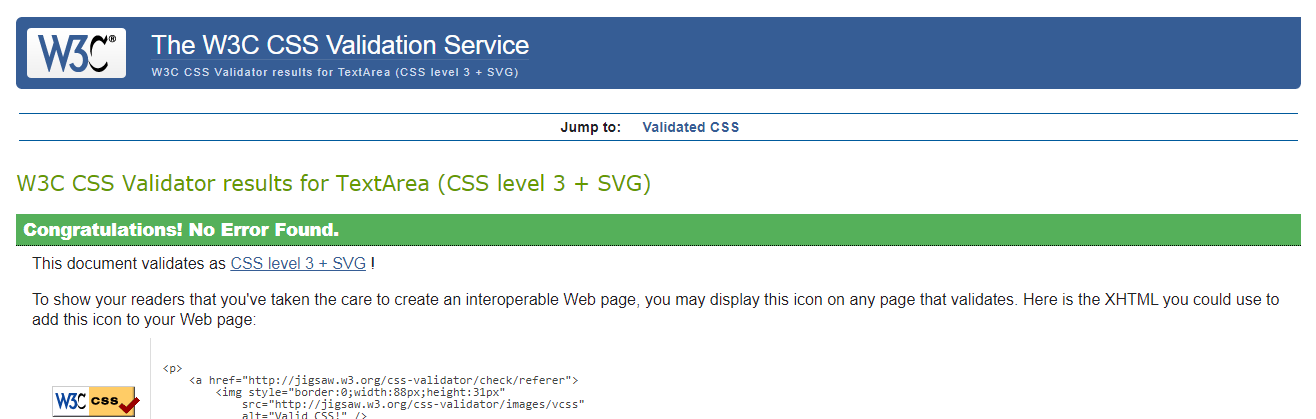 W3C®
The W3C CSS Validation Service
W3C CSS Validator results for TextArea (CSS level 3 + SVG)
Jump to: Validated CSS
W3C CSS Validator results for TextArea (CSS level 3 + SVG)
Congratulations! No Error Found.
This document validates as CSS level 3 + SVG !
To show your readers that you've taken the care to create an interoperable Web page, you may display this icon on any page that validates. Here is the XHTML you could use to
add this icon to your Web page:
<p>
<a href="http://jigsaw.w3.org/css-validator/check/referer">
<img style="border:0;width:88px;height:31px"
W3C css
src="http://jigsaw.w3.org/css-validator/images/vcss"
alt="Valid CSS!" />